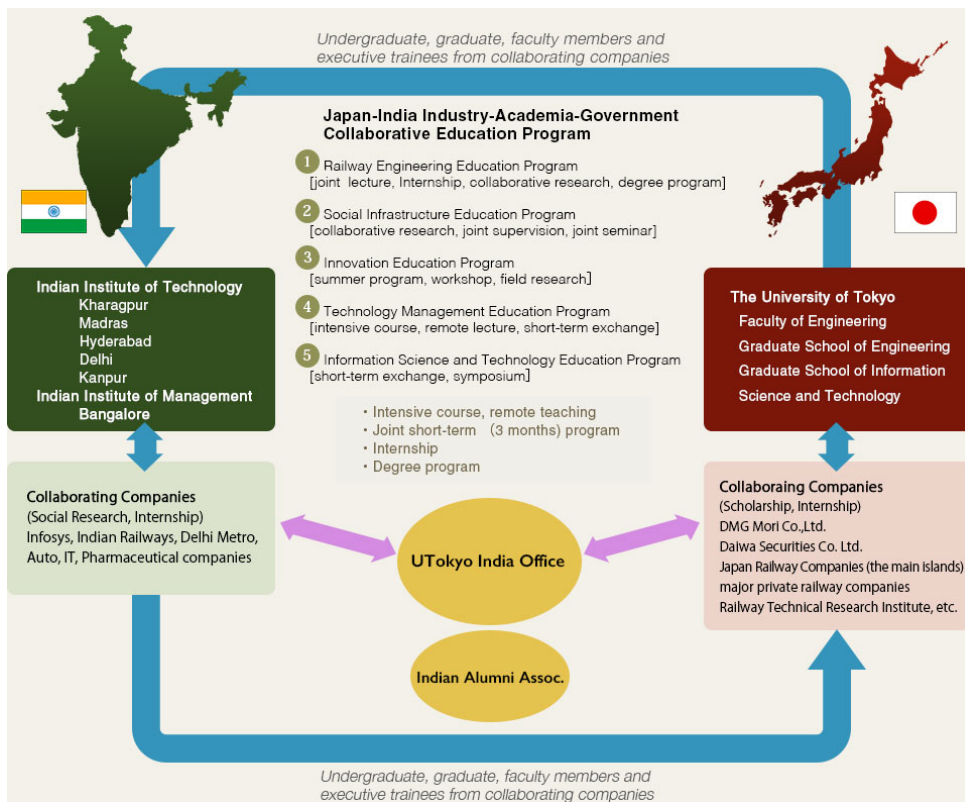 Undergraduate, graduate, faculty members and
executive trainees from collaborating companies
Japan-India Industry-Academia-Government
Collaborative Education Program
1 Railway Engineering Education Program
[joint lecture, Internship, collaborative research, degree program]
2 Social Infrastructure Education Program
[collaborative research, joint supervision, joint seminar]
3 Innovation Education Program
[summer program, workshop, field research]
4 Technology Management Education Program
[intensive course, remote lecture, short-term exchange]
5 Information Science and Technology Education Program
[short-term exchange, symposium]
・Intensive course, remote teaching
・Joint short-term （3 months) program
・Internship
・Degree program
Indian Institute of Technology
Kharagpur
Madras
Hyderabad
Delhi
Kanpur
Indian Institute of Management
Bangalore
The University of Tokyo
Faculty of Engineering
Graduate School of Engineering
Graduate School of Information
Science and Technology
Collaborating Companies
(Social Research, Internship)
Infosys, Indian Railways, Delhi Metro,
Auto, IT, Pharmaceutical companies
UTokyo India Office
Indian Alumni Assoc.
Collaboraing Companies
(Scholarship, Internship)
DMG Mori Co.,Ltd.
Daiwa Securities Co. Ltd.
Japan Railway Companies (the main islands)
major private railway companies
Railway Technical Research Institute, etc.
Undergraduate, graduate, faculty members and
executive trainees from collaborating companies